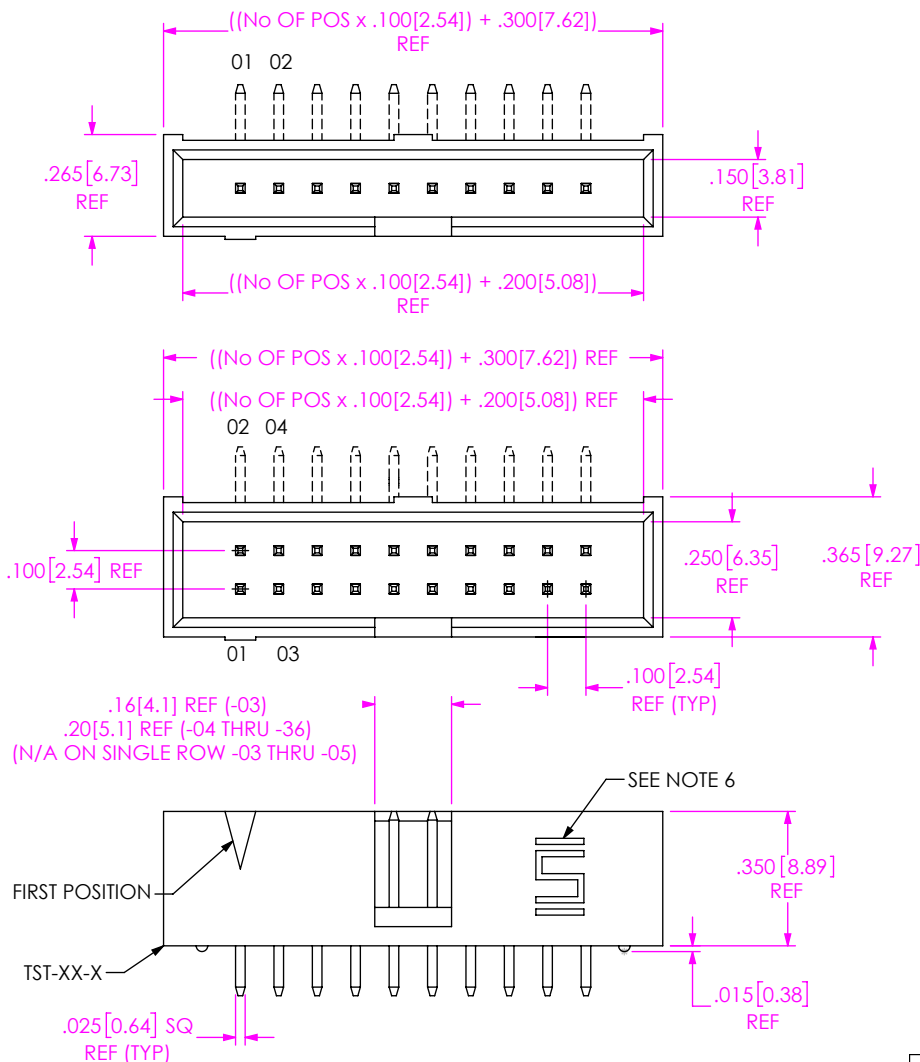 ((No OF POS x .100[2.54]) + .300[7.62])
REF
01 02
.265[6.73]
REF
.150[3.81]
REF
((No OF POS x .100[2.54]) + .200[5.08])
REF
((No OF POS x .100[2.54]) + .300[7.62]) REF
((No OF POS x .100[2.54]) + .200[5.08]) REF
02 04
.100[2.54] REF
.250[6.35]
REF
.365[9.27]
REF
01 03
.100[2.54]
REF (TYP)
.16[4.1] REF (-03)
.20[5.1] REF (-04 THRU -36)
(N/A ON SINGLE ROW -03 THRU -05)
SEE NOTE 6
FIRST POSITION
.350[8.89]
REF
TST-XX-X
.015[0.38]
REF
.025[0.64] SQ
REF (TYP)